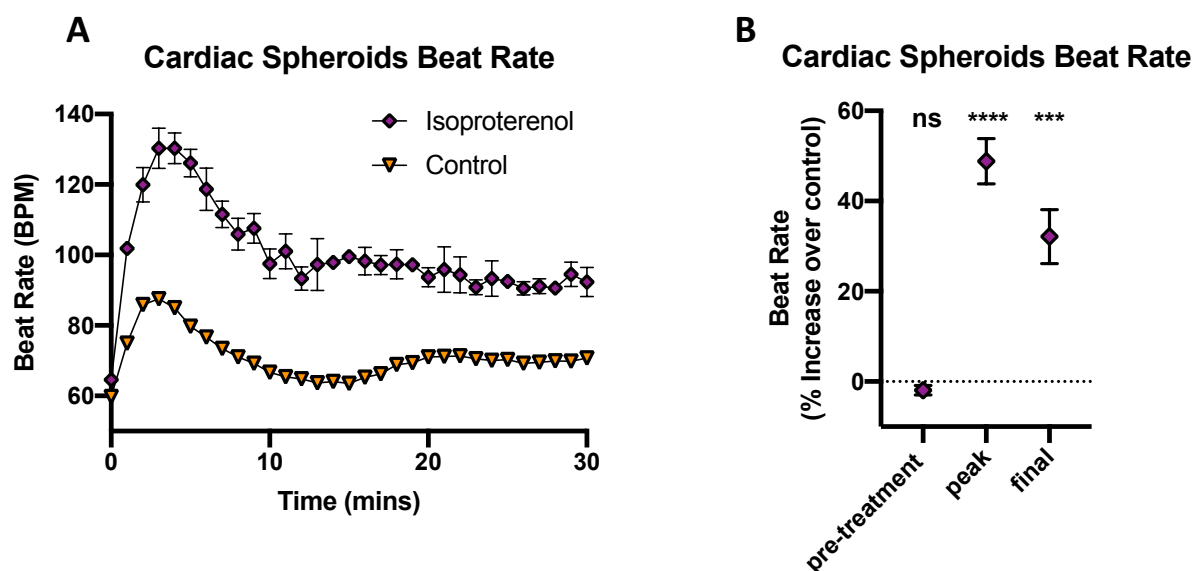 A
Cardiac Spheroids Beat Rate
140
120
100
80
60
Beat Rate (BPM)
Isoproterenol
Control
0
10
20
30
Time (mins)
B
Cardiac Spheroids Beat Rate
60
40
20
0
Beat Rate
(% Increase over control)
ns
****
***
pre-treatment
peak
final